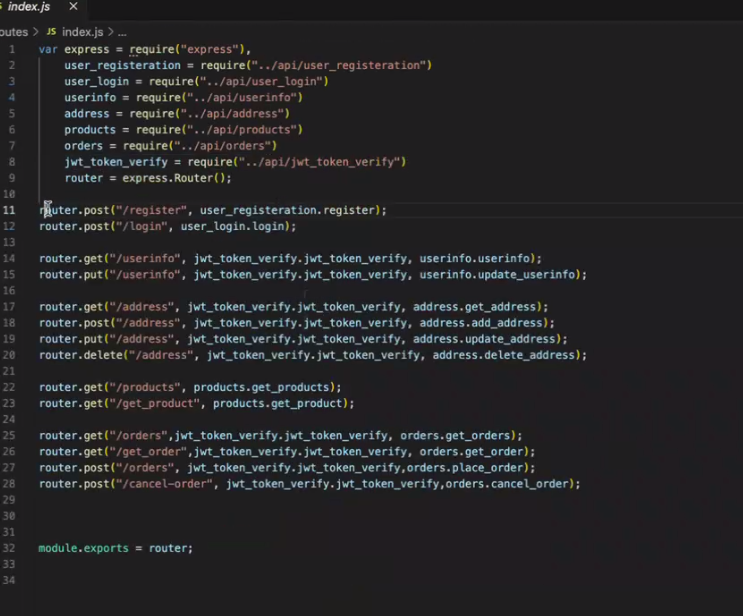 index.js ×
outes > JS index.js > ...
1 var express = require("express"),
2 user_registeration = require("../api/user_registeration")
3 user_login = require("../api/user_login")
4 userinfo = require("../api/userinfo")
5 address = require("../api/address")
6 products = require("../api/products")
7 orders = require("../api/orders")
8 jwt_token_verify = require("../api/jwt_token_verify")
9 router = express.Router();
10
11 router.post("/register", user_registeration.register);
12 router.post("/login", user_login.login);
13
14 router.get("/userinfo", jwt_token_verify.jwt_token_verify, userinfo.userinfo);
15 router.put("/userinfo", jwt_token_verify.jwt_token_verify, userinfo.update_userinfo);
16
17 router.get("/address", jwt_token_verify.jwt_token_verify, address.get_address);
18 router.post("/address", jwt_token_verify.jwt_token_verify, address.add_address);
19 router.put("/address", jwt_token_verify.jwt_token_verify, address.update_address);
20 router.delete("/address", jwt_token_verify.jwt_token_verify, address.delete_address);
21
22 router.get("/products", products.get_products);
23 router.get("/get_product", products.get_product);
24
25 router.get("/orders",jwt_token_verify.jwt_token_verify, orders.get_orders);
26 router.get("/get_order",jwt_token_verify.jwt_token_verify, orders.get_order);
27 router.post("/orders", jwt_token_verify.jwt_token_verify,orders.place_order);
28 router.post("/cancel-order", jwt_token_verify.jwt_token_verify,orders.cancel_order);
29
30
31
32 module.exports = router;
33
34